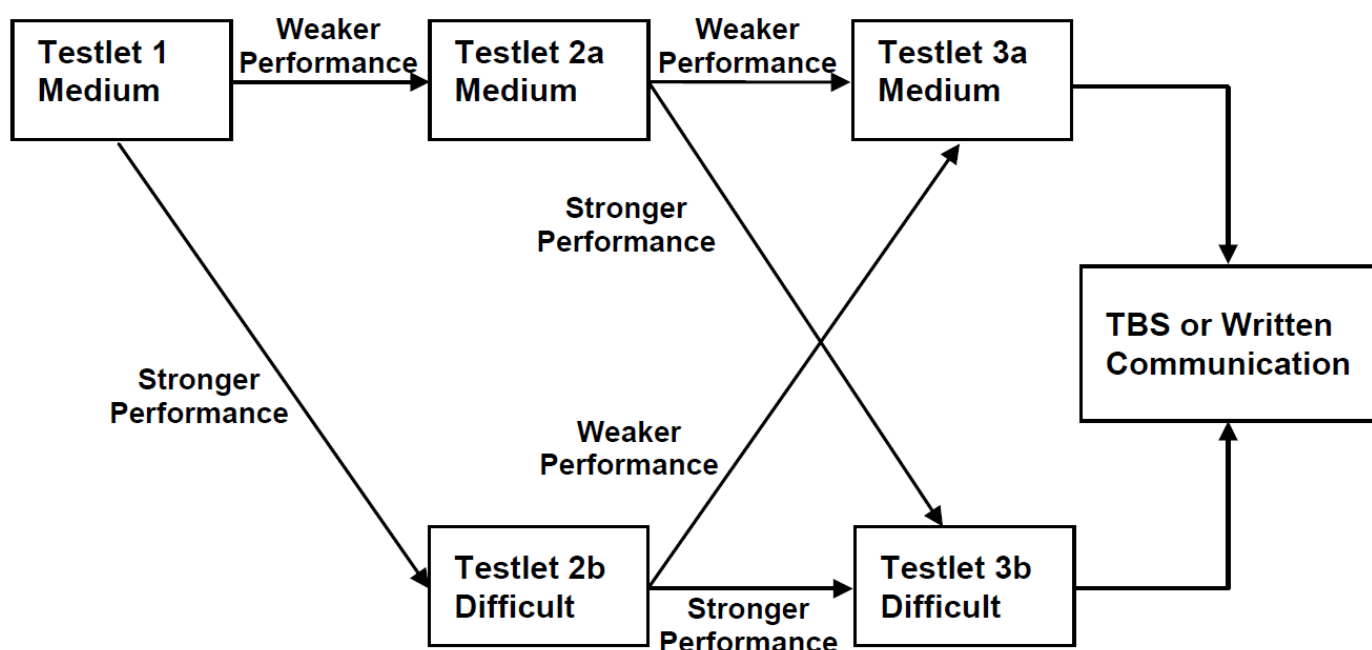 Testlet 1
Medium
Weaker
Performance
Testlet 2a
Medium
Weaker
Performance
Testlet 3a
Medium
Stronger
Performance
Stronger
Performance
Weaker
Performance
TBS or Written
Communication
Testlet 2b
Difficult
Stronger
Performance
Testlet 3b
Difficult